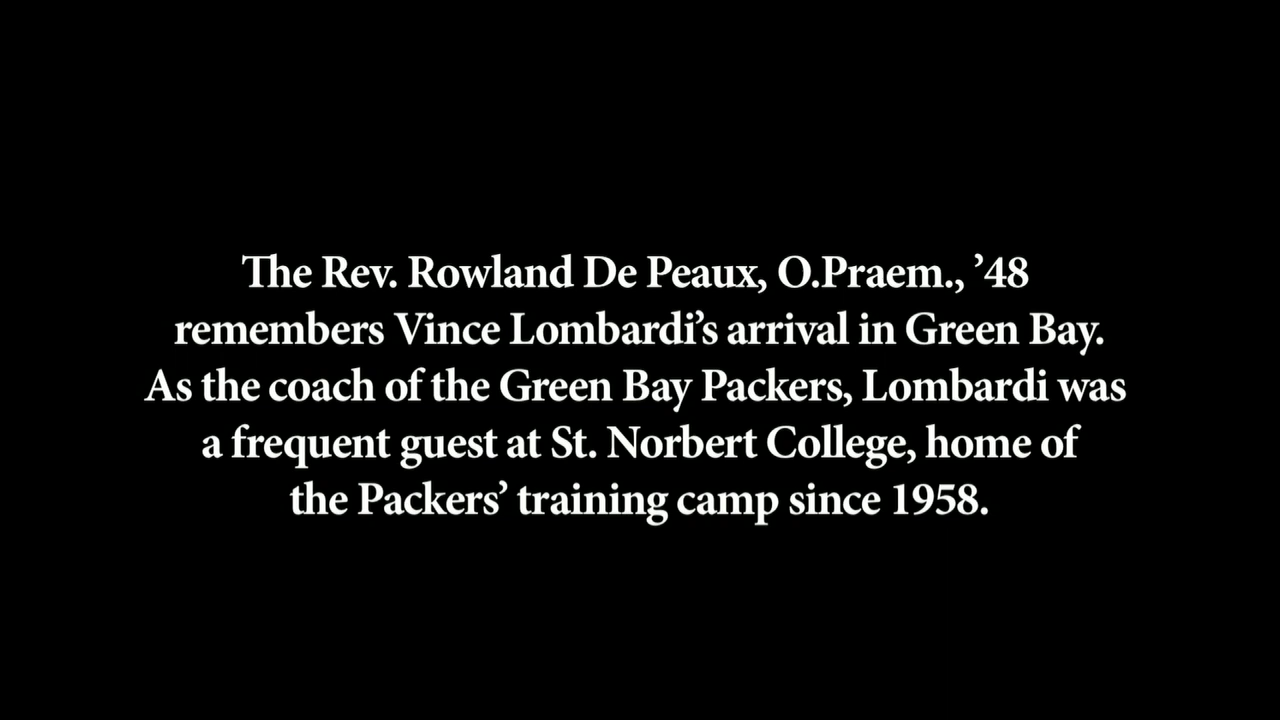 The Rev. Rowland De Peaux, O.Praem., ’48
remembers Vince Lombardi’s arrival in Green Bay.
As the coach of the Green Bay Packers, Lombardi was
a frequent guest at St. Norbert College, home of
the Packers’ training camp since 1958.